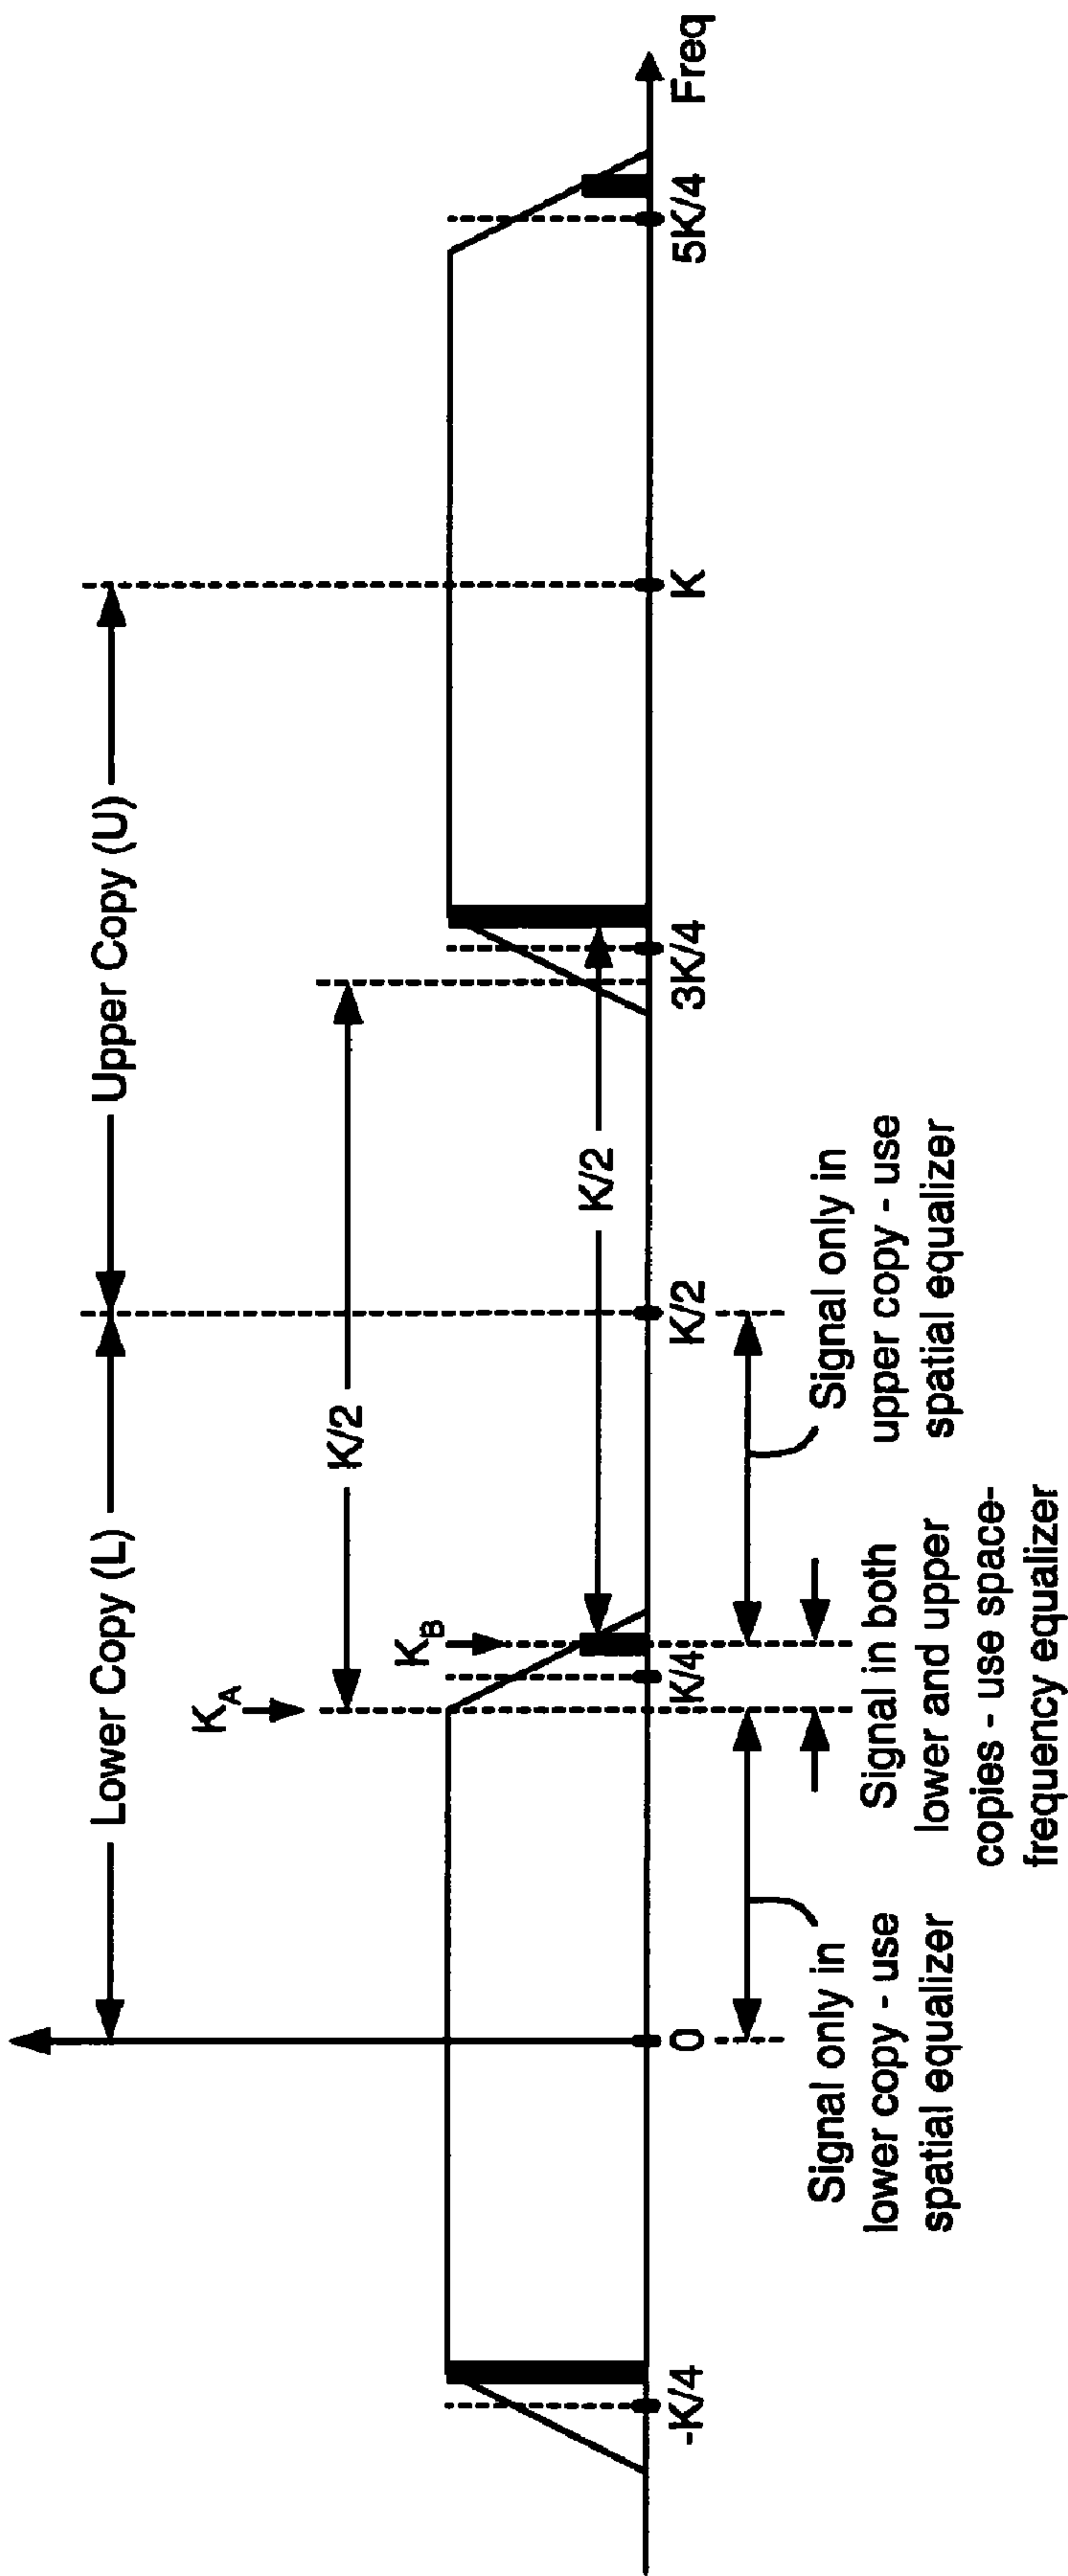 Lower Copy (L)
Upper Copy (U)
K_A
K/2
K_B
K/2
-K/4
0
K/4
K/2
3K/4
K
5K/4
Freq
Signal only in
lower copy - use
spatial equalizer
Signal in both
lower and upper
copies - use space-
frequency equalizer
Signal only in
upper copy - use
spatial equalizer